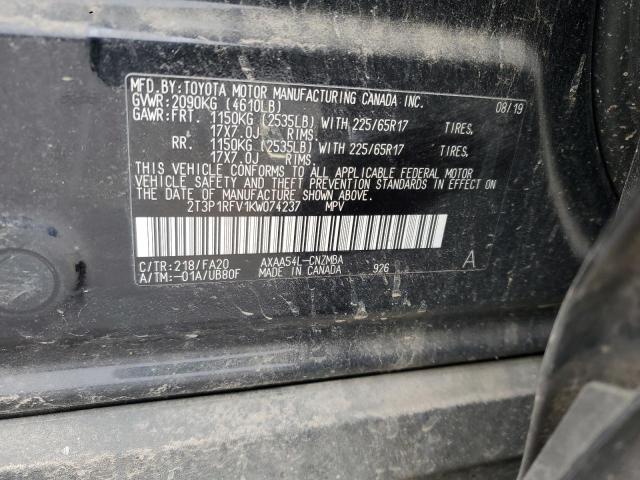 MFD.BY:TOYOTA MOTOR MANUFACTURING CANADA INC.
GVWR:2090KG (4610LB) 08/19
GAWR:FRT. 1150KG (2535LB) WITH 225/65R17 TIRES,
17X7.0J RIMS.
RR. 1150KG (2535LB) WITH 225/65R17 TIRES,
17X7.0J RIMS.
THIS VEHICLE CONFORMS TO ALL APPLICABLE FEDERAL MOTOR
VEHICLE SAFETY AND THEFT PREVENTION STANDARDS IN EFFECT ON
THE DATE OF MANUFACTURE SHOWN ABOVE.
2T3P1RFV1KW074237 MPV
C/TR:218/FA20 AXAA54L-CNZMBA A
A/TM:-01A/UB80F MADE IN CANADA 926